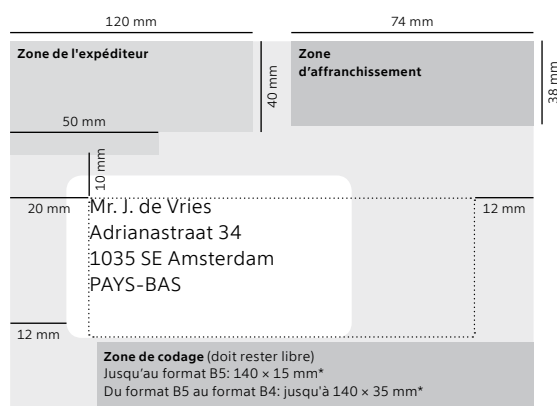 120 mm
74 mm
Zone de l'expéditeur
Zone
d'affranchissement
40 mm
38 mm
50 mm
10 mm
20 mm
12 mm
Mr. J. de Vries
Adrianastraat 34
1035 SE Amsterdam
PAYS-BAS
12 mm
Zone de codage (doit rester libre)
Jusqu'au format B5: 140 × 15 mm*
Du format B5 au format B4: jusqu'à 140 × 35 mm*